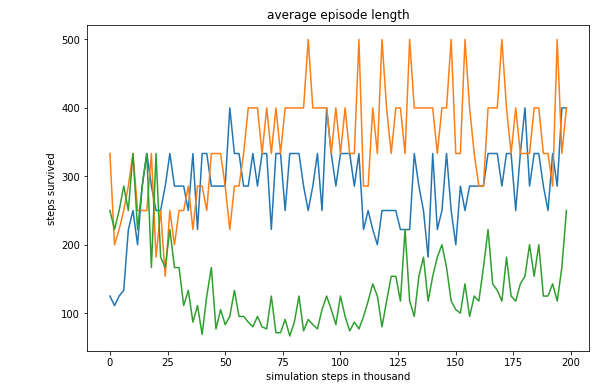 average episode length
steps survived
500
400
300
200
100
0 25 50 75 100 125 150 175 200
simulation steps in thousand